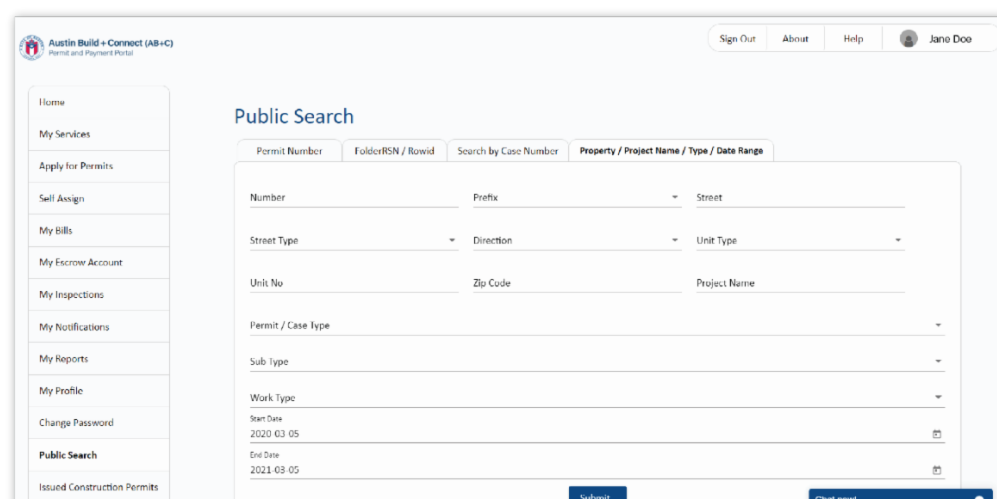 Austin Build + Connect (AB+C)
Permit and Payment Portal
Sign Out About Help Jane Doe
Home
My Services
Apply for Permits
Self Assign
My Bills
My Escrow Account
My Inspections
My Notifications
My Reports
My Profile
Change Password
Public Search
Issued Construction Permits
Public Search
Permit Number FolderRSN / Rowid Search by Case Number Property / Project Name / Type / Date Range
Number Prefix Street
Street Type Direction Unit Type
Unit No Zip Code Project Name
Permit / Case Type
Sub Type
Work Type
Start Date
2020-03-05
End Date
2021-03-05
Submit
Chat now!